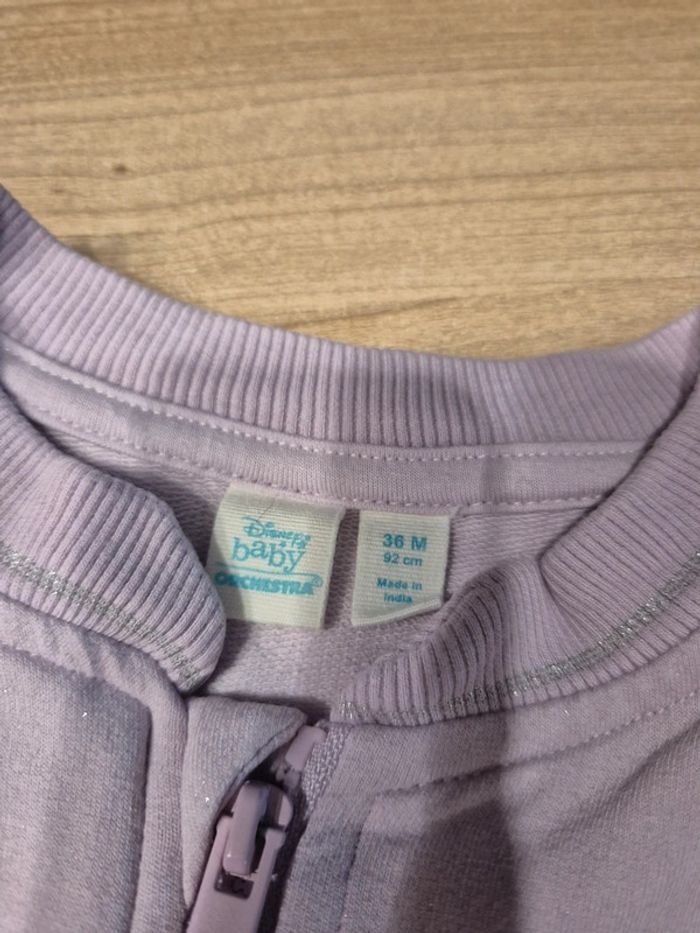 Disney's
baby
ORCHESTRA®
36 M
92 cm
Made in
India